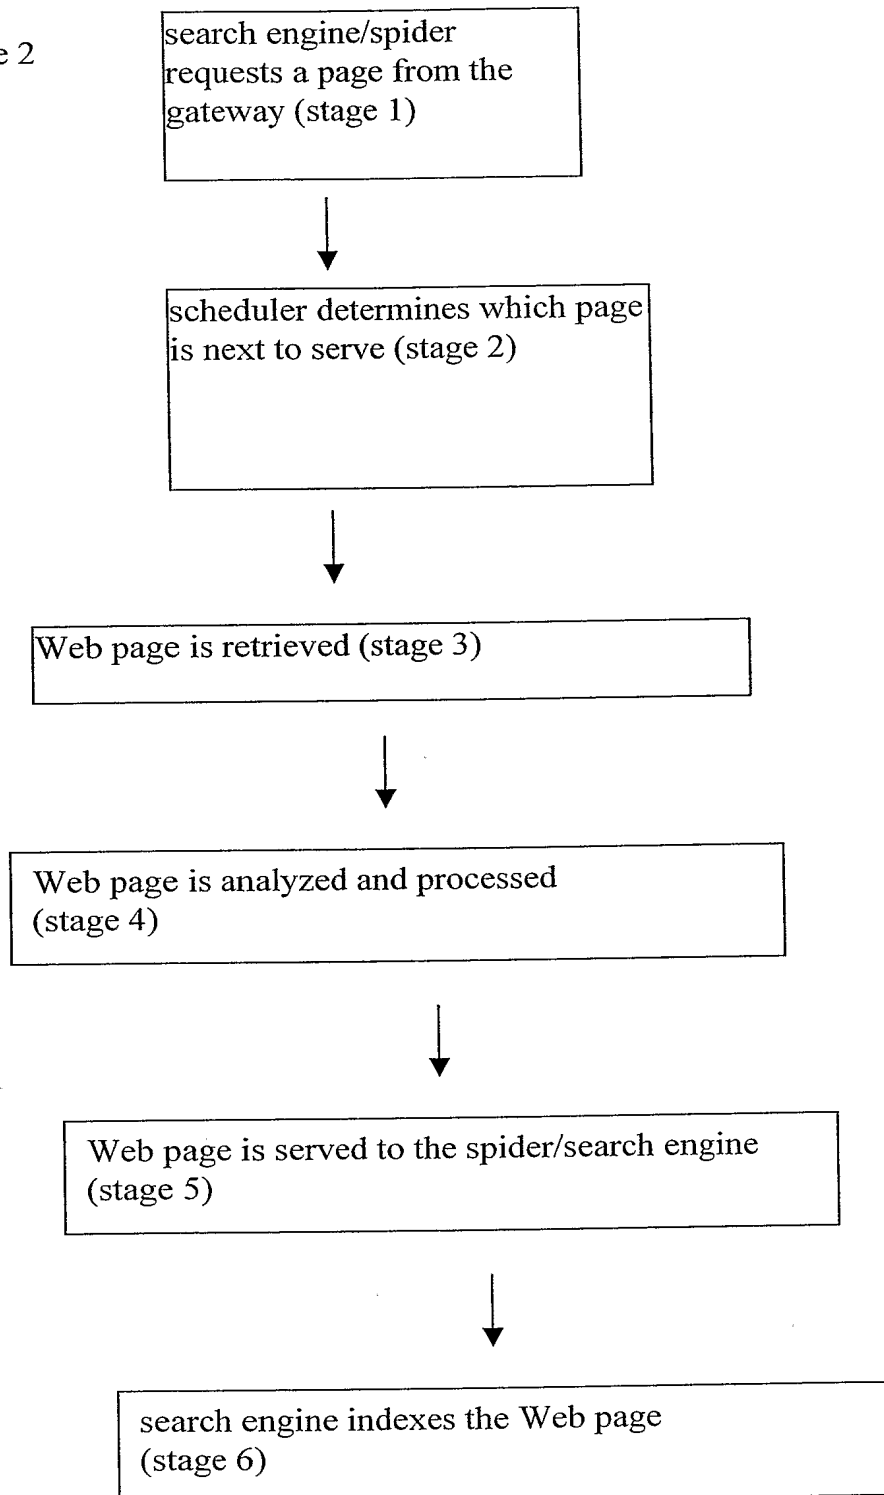 e 2
search engine/spider
requests a page from the
gateway (stage 1)
scheduler determines which page
is next to serve (stage 2)
Web page is retrieved (stage 3)
Web page is analyzed and processed
(stage 4)
Web page is served to the spider/search engine
(stage 5)
search engine indexes the Web page
(stage 6)